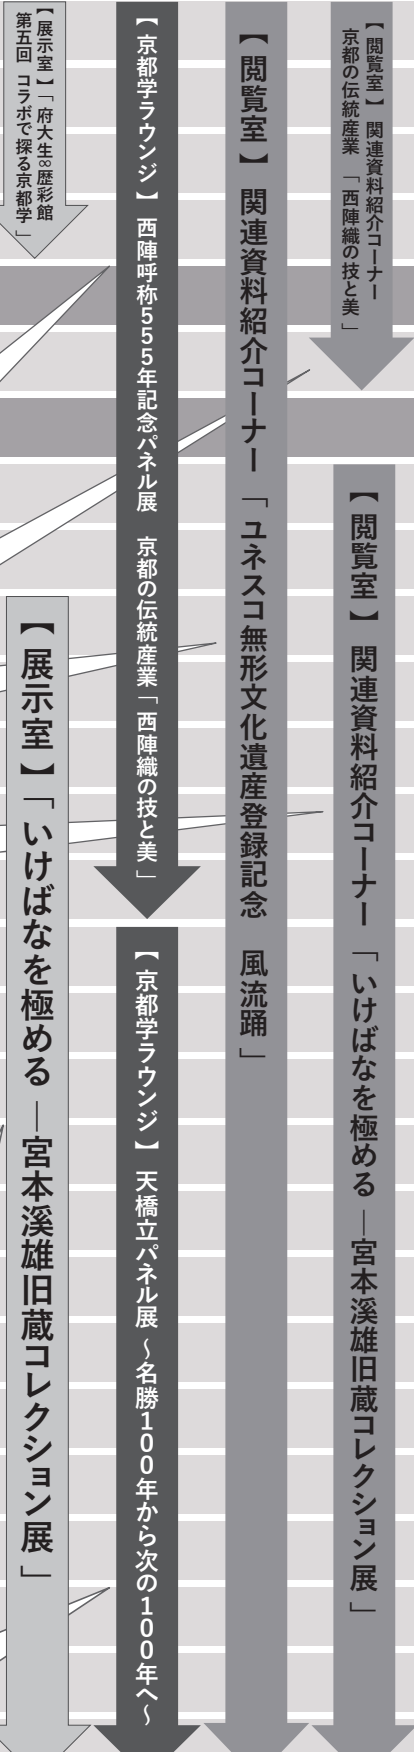 【閲覧室】 関連資料紹介コーナー
京都の伝統産業 「西陣織の技と美」
【閲覧室】 関連資料紹介コーナー 「いけばなを極める ―宮本溪雄旧蔵コレクション展」
【閲覧室】 関連資料紹介コーナー 「ユネスコ無形文化遺産登録記念 風流踊」
【京都学ラウンジ】 西陣呼称555年記念パネル展 京都の伝統産業「西陣織の技と美」
【京都学ラウンジ】 天橋立パネル展 ～名勝100年から次の100年へ～
【展示室】「府大生∞歴彩館
第五回 コラボで探る京都学」
【展示室】「いけばなを極める ―宮本溪雄旧蔵コレクション展」